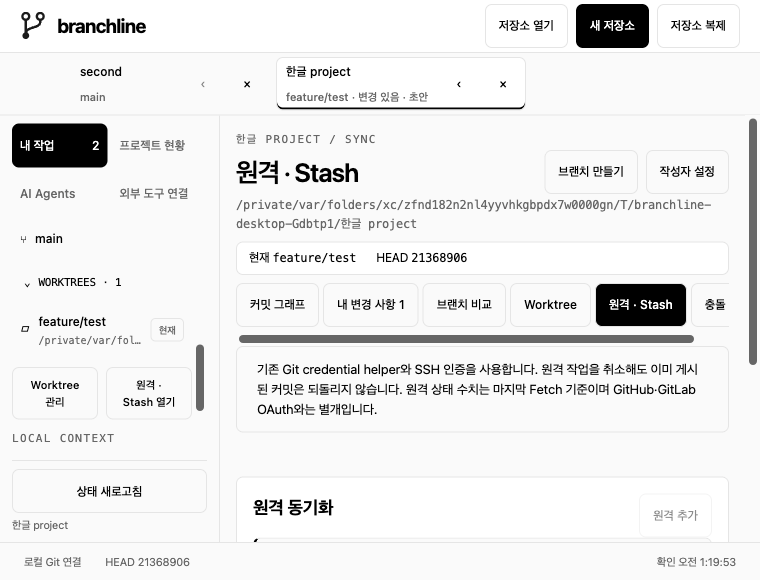 branchline
저장소 열기
새 저장소
저장소 복제
second
main
‹
×
한글 project
feature/test · 변경 있음 · 초안
‹
×
내 작업 2
프로젝트 현황
AI Agents
외부 도구 연결
main
WORKTREES · 1
feature/test
/private/var/fol…
현재
Worktree
관리
원격 ·
Stash 열기
LOCAL CONTEXT
상태 새로고침
한글 project
한글 PROJECT / SYNC
원격 · Stash
브랜치 만들기
작성자 설정
/private/var/folders/xc/zfnd182n2nl4yyvhkgbpdx7w0000gn/T/branchline-
desktop-Gdbtp1/한글 project
현재 feature/test HEAD 21368906
커밋 그래프
내 변경 사항 1
브랜치 비교
Worktree
원격 · Stash
충돌
기존 Git credential helper와 SSH 인증을 사용합니다. 원격 작업을 취소해도 이미 게시
된 커밋은 되돌리지 않습니다. 원격 상태 수치는 마지막 Fetch 기준이며 GitHub·GitLab
OAuth와는 별개입니다.
원격 동기화
원격 추가
로컬 Git 연결
HEAD 21368906
확인 오전 1:19:53